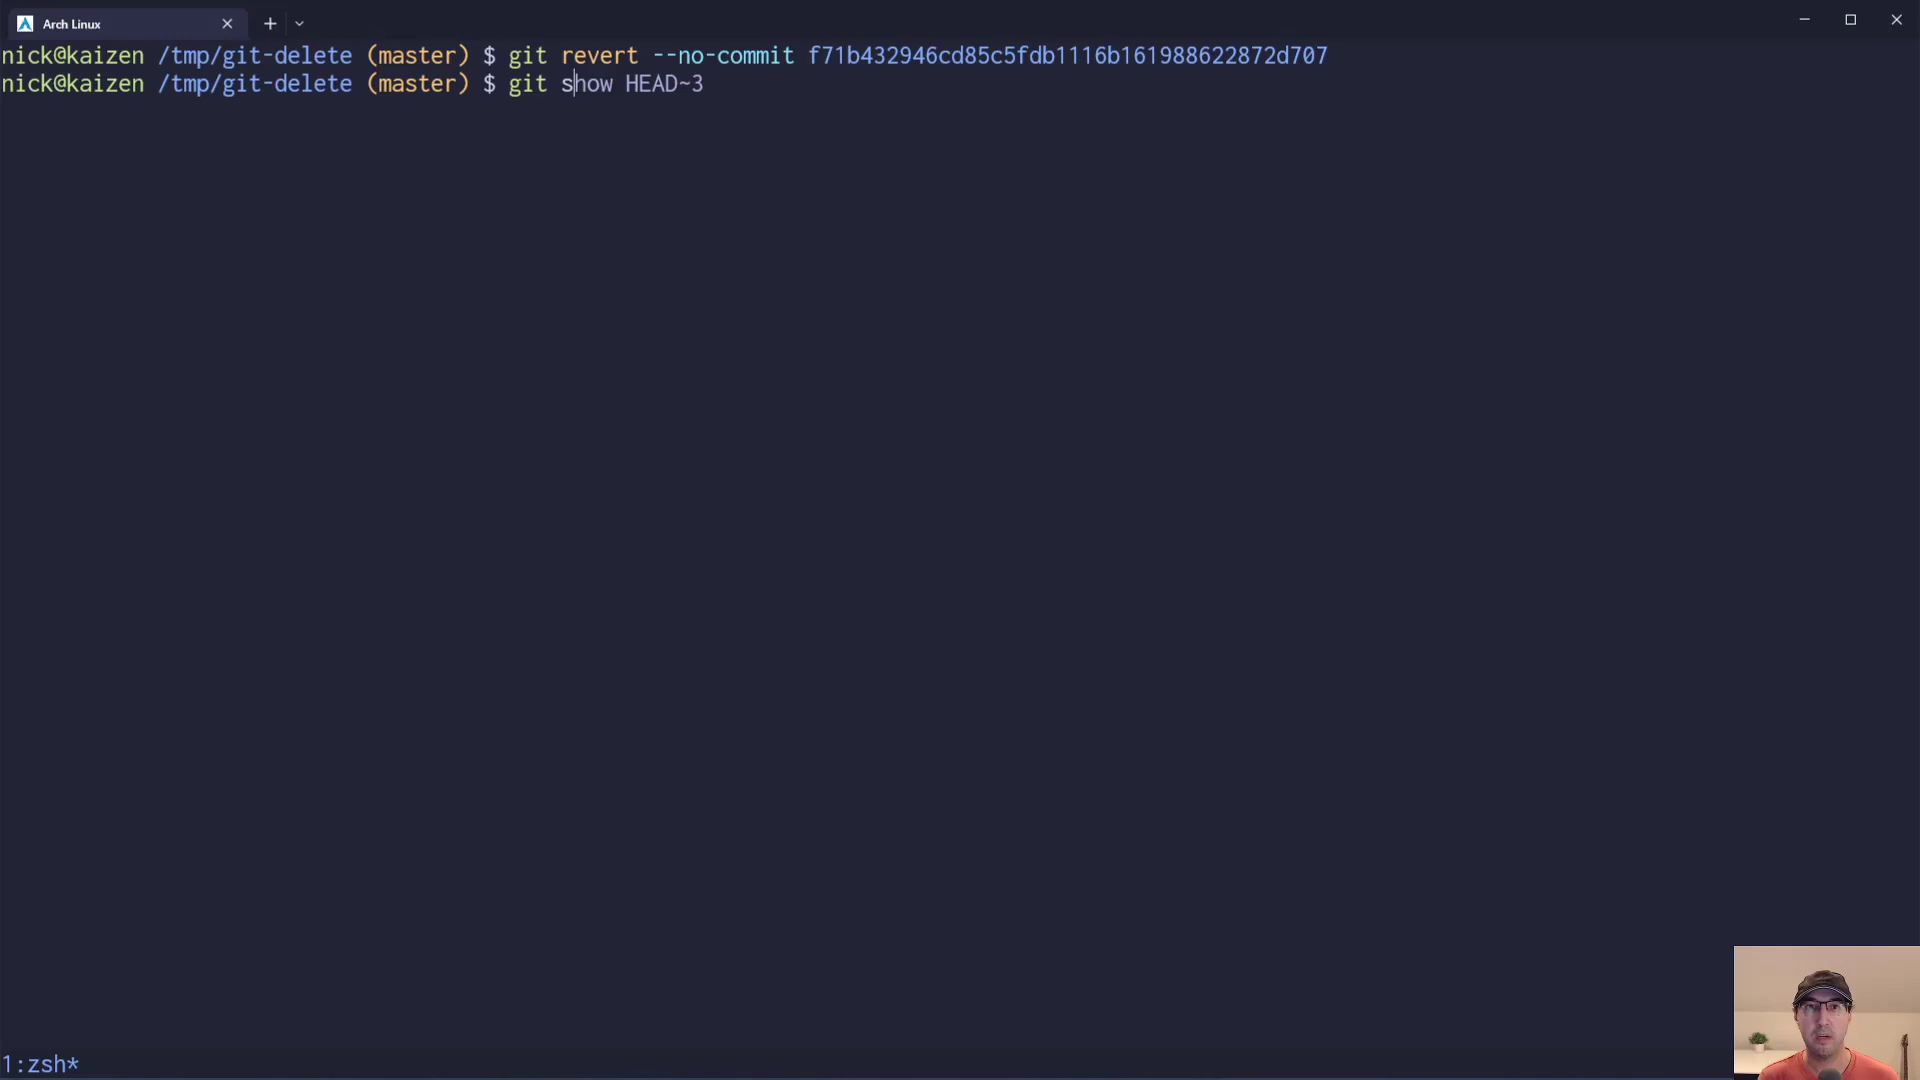 Arch Linux
nick@kaizen /tmp/git-delete (master) $ git revert --no-commit f71b432946cd85c5fdb1116b161988622872d707
nick@kaizen /tmp/git-delete (master) $ git show HEAD~3
1:zsh*